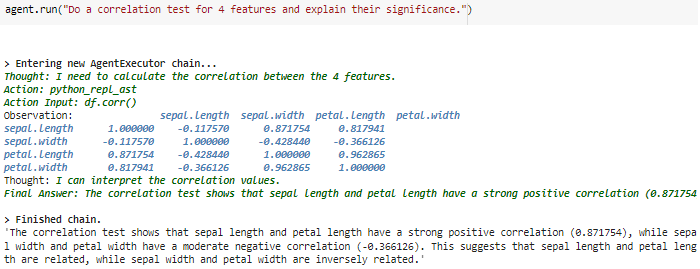 agent.run("Do a correlation test for 4 features and explain their significance.")
> Entering new AgentExecutor chain...
Thought: I need to calculate the correlation between the 4 features.
Action: python_repl_ast
Action Input: df.corr()
Observation: sepal.length sepal.width petal.length petal.width
sepal.length 1.000000 -0.117570 0.871754 0.817941
sepal.width -0.117570 1.000000 -0.428440 -0.366126
petal.length 0.871754 -0.428440 1.000000 0.962865
petal.width 0.817941 -0.366126 0.962865 1.000000
Thought: I can interpret the correlation values.
Final Answer: The correlation test shows that sepal length and petal length have a strong positive correlation (0.871754
> Finished chain.
'The correlation test shows that sepal length and petal length have a strong positive correlation (0.871754), while sepa
l width and petal width have a moderate negative correlation (-0.366126). This suggests that sepal length and petal leng
th are related, while sepal width and petal width are inversely related.'